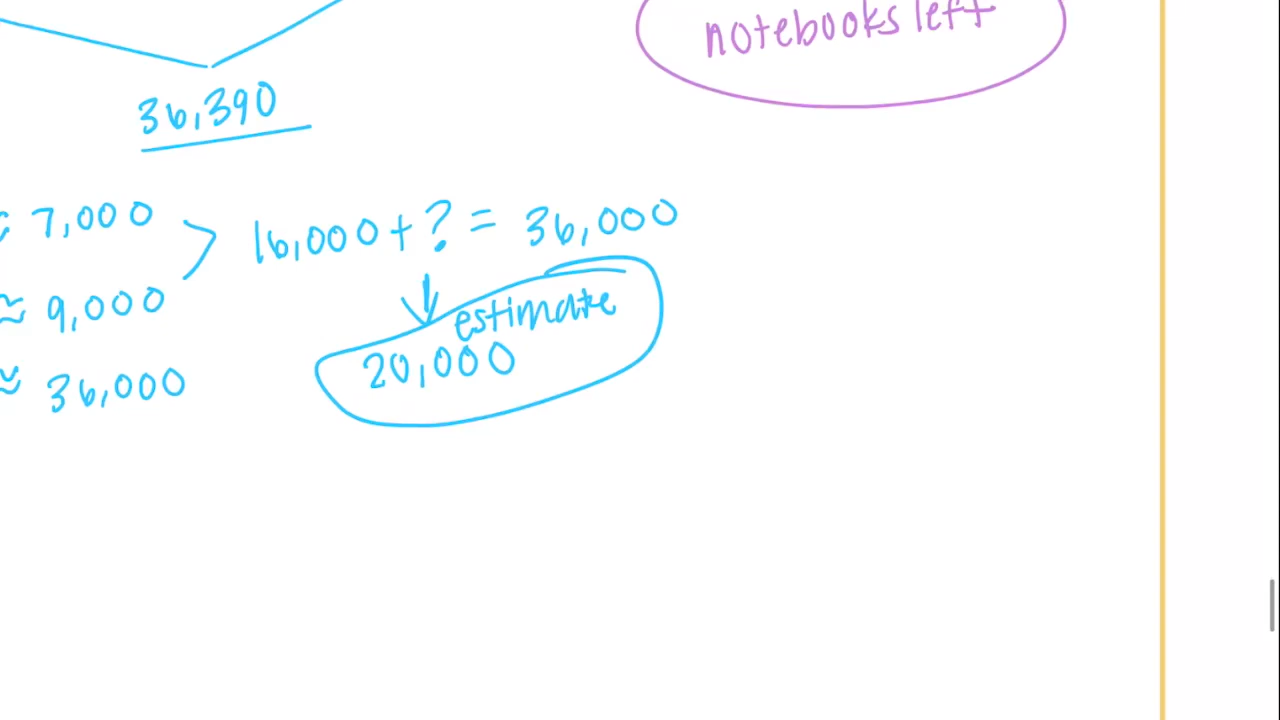 notebooks left
36,390
≈ 7,000
16,000 + ? = 36,000
≈ 9,000
estimate
20,000
≈ 36,000